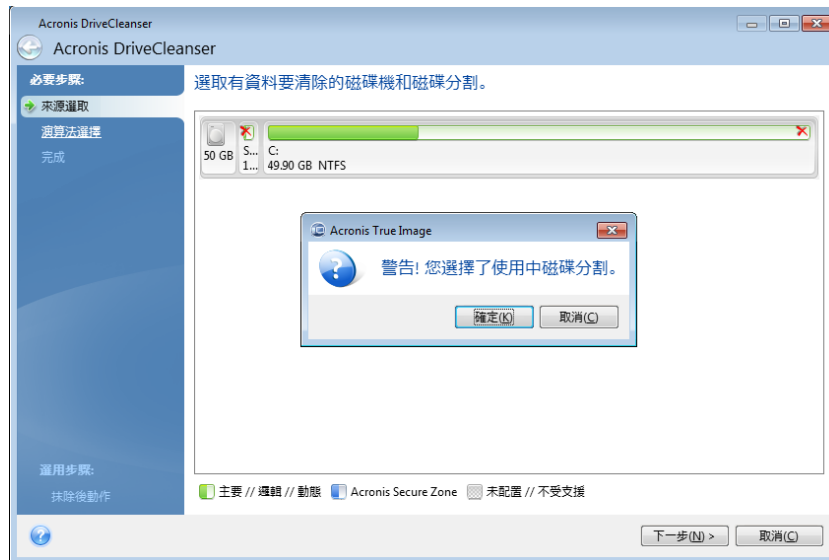 Acronis DriveCleanser
Acronis DriveCleanser
必要步驟:
來源選取
演算法選擇
完成
選取有資料要清除的磁碟機和磁碟分割。
50 GB
S...
1...
C:
49.90 GB NTFS
Acronis True Image
警告! 您選擇了使用中磁碟分割。
確定(K)
取消(C)
選用步驟:
抹除後動作
主要 // 邏輯 // 動態
Acronis Secure Zone
未配置 // 不受支援
下一步(N) >
取消(C)